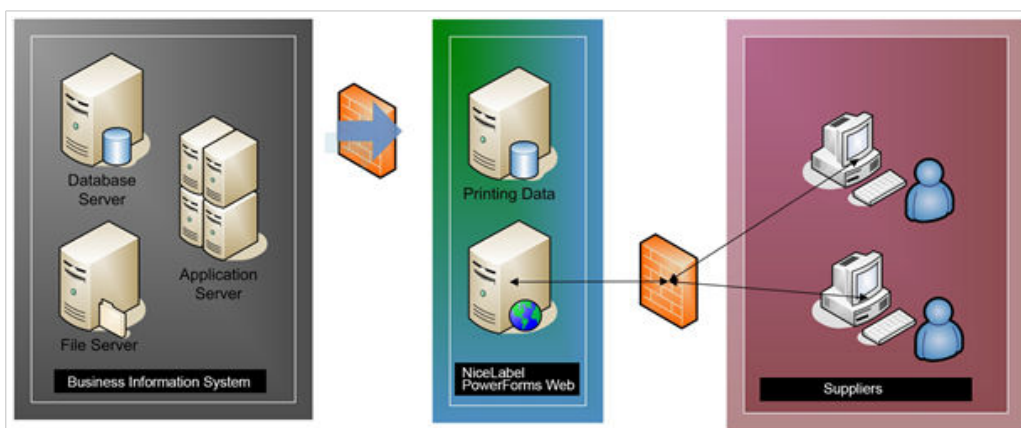 Database
Server
Application
Server
File Server
Business Information System
Printing Data
NiceLabel
PowerForms Web
Suppliers